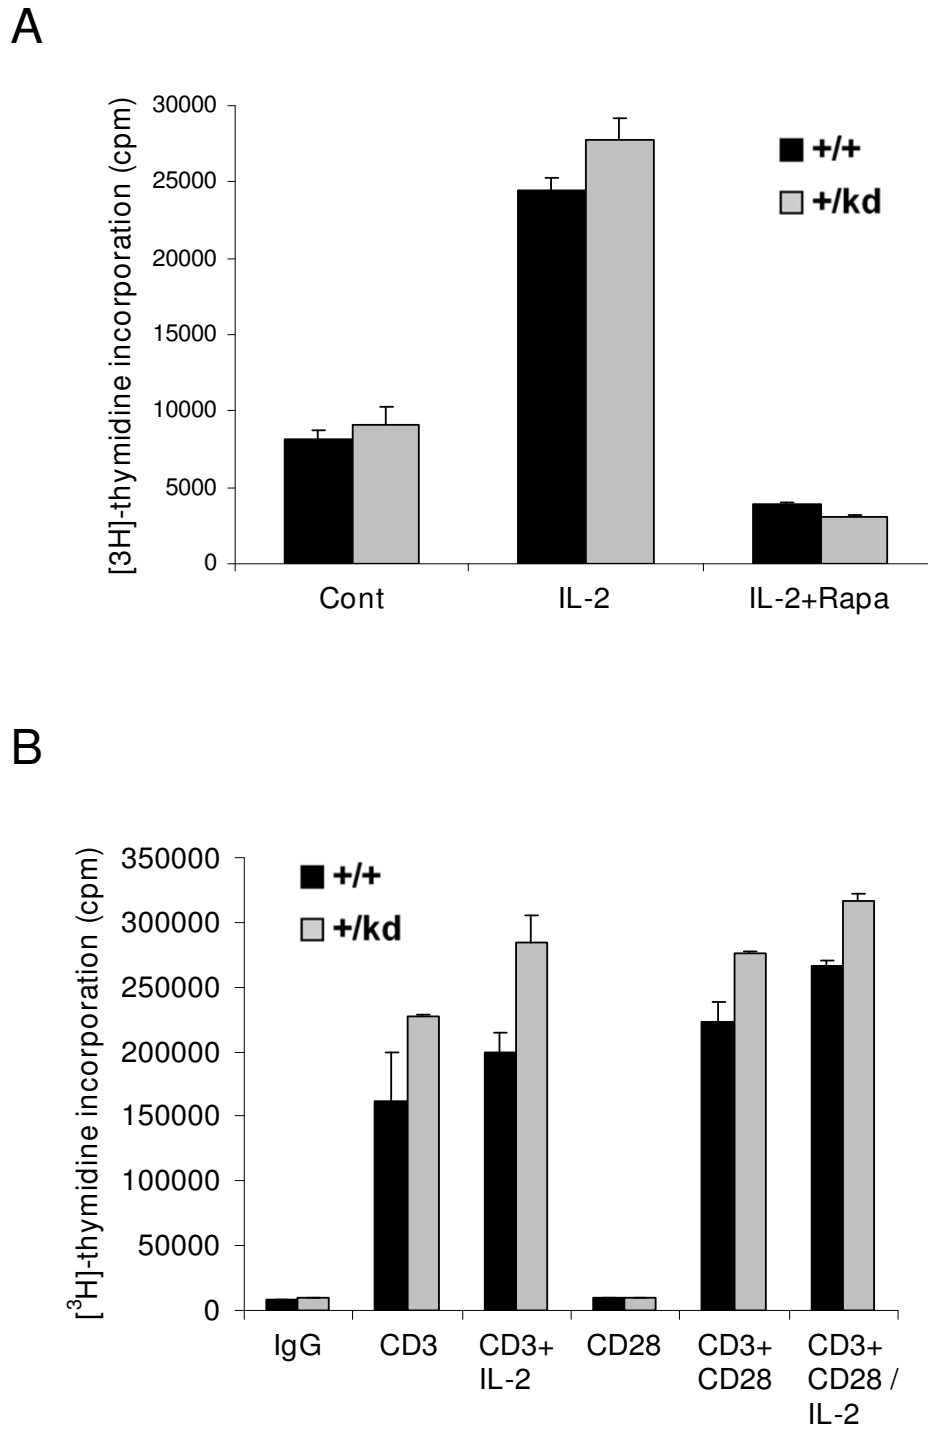 A
[3H]-thymidine incorporation (cpm)
30000
25000
20000
15000
10000
5000
0
+/+
+/kd
Cont
IL-2
IL-2+Rapa
B
[³H]-thymidine incorporation (cpm)
350000
300000
250000
200000
150000
100000
50000
0
+/+
+/kd
IgG
CD3
CD3+
IL-2
CD28
CD3+
CD28
CD3+
CD28 /
IL-2